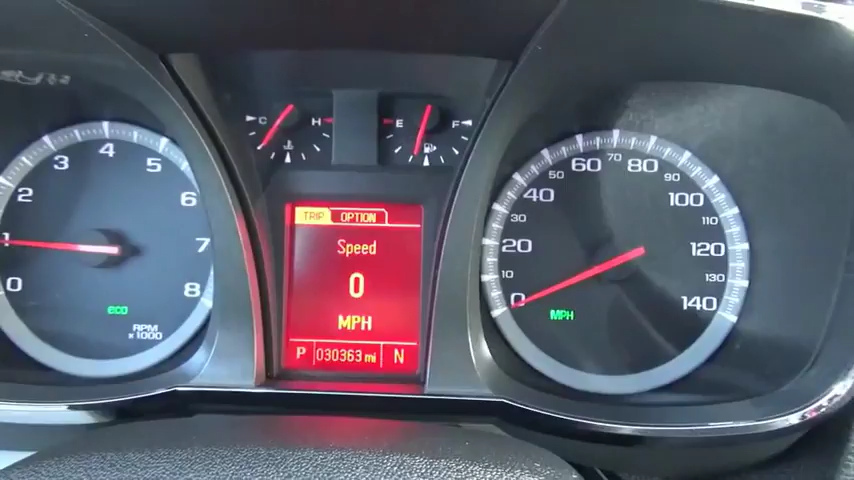 C H E F
0 1 2 3 4 5 6 7 8
eco
RPM
x1000
TRIP OPTION
Speed
0
MPH
P 030363 mi N
0 10 20 30 40 50 60 70 80 90 100 110 120 130 140
MPH